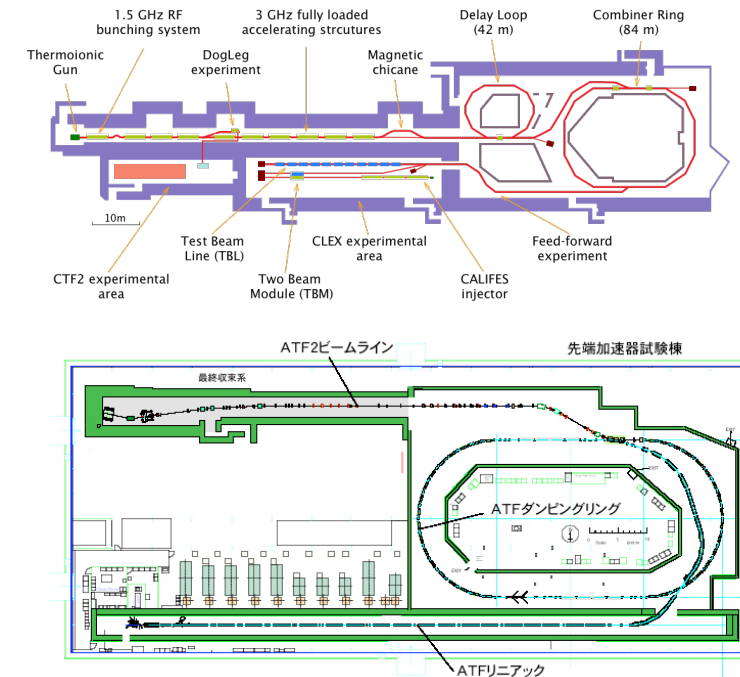 1.5 GHz RF
bunching system
3 GHz fully loaded
accelerating strcutures
Delay Loop
(42 m)
Combiner Ring
(84 m)
Thermoionic
Gun
DogLeg
experiment
Magnetic
chicane
10m
Test Beam
Line (TBL)
CLEX experimental
area
Feed-forward
experiment
CTF2 experimental
area
Two Beam
Module (TBM)
CALIFES
injector
ATF2ビームライン
先端加速器試験棟
最終収束系
EXIT
EXIT
ATFダンピングリング
Scale
EXIT
ATFリニアック